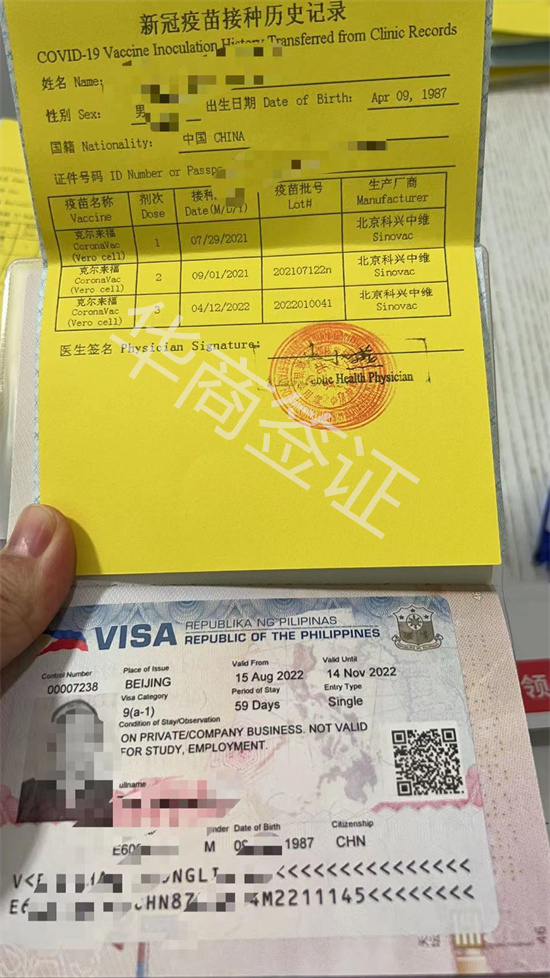 新冠疫苗接种历史记录
COVID-19 Vaccine Inoculation History Transferred from Clinic Records
姓名 Name:
性别 Sex: 男 出生日期 Date of Birth: Apr 09, 1987
国籍 Nationality: 中国 CHINA
证件号码 ID Number or
疫苗名称 Vaccine 剂次 Dose 接种 Date(M/D/Y) 疫苗批号 Lot# 生产厂商 Manufacturer
克尔来福 CoronaVac (Vero cell) 1 07/29/2021 北京科兴中维 Sinovac
克尔来福 CoronaVac (Vero cell) 2 09/01/2021 202107122n 北京科兴中维 Sinovac
克尔来福 CoronaVac (Vero cell) 3 04/12/2022 2022010041 北京科兴中维 Sinovac
医生签名 Physician Signature:
Health Physician
华商签证
VISA
REPUBLIKA NG PILIPINAS
REPUBLIC OF THE PHILIPPINES
Control Number 00007238
Place of Issue BEIJING
Valid From 15 Aug 2022
Valid Until 14 Nov 2022
Visa Category 9(a-1)
Period of Stay 59 Days
Entry Type Single
Condition of Stay/Observation
ON PRIVATE/COMPANY BUSINESS. NOT VALID
FOR STUDY, EMPLOYMENT.
Date of Birth Citizenship
M 1987 CHN
领
46